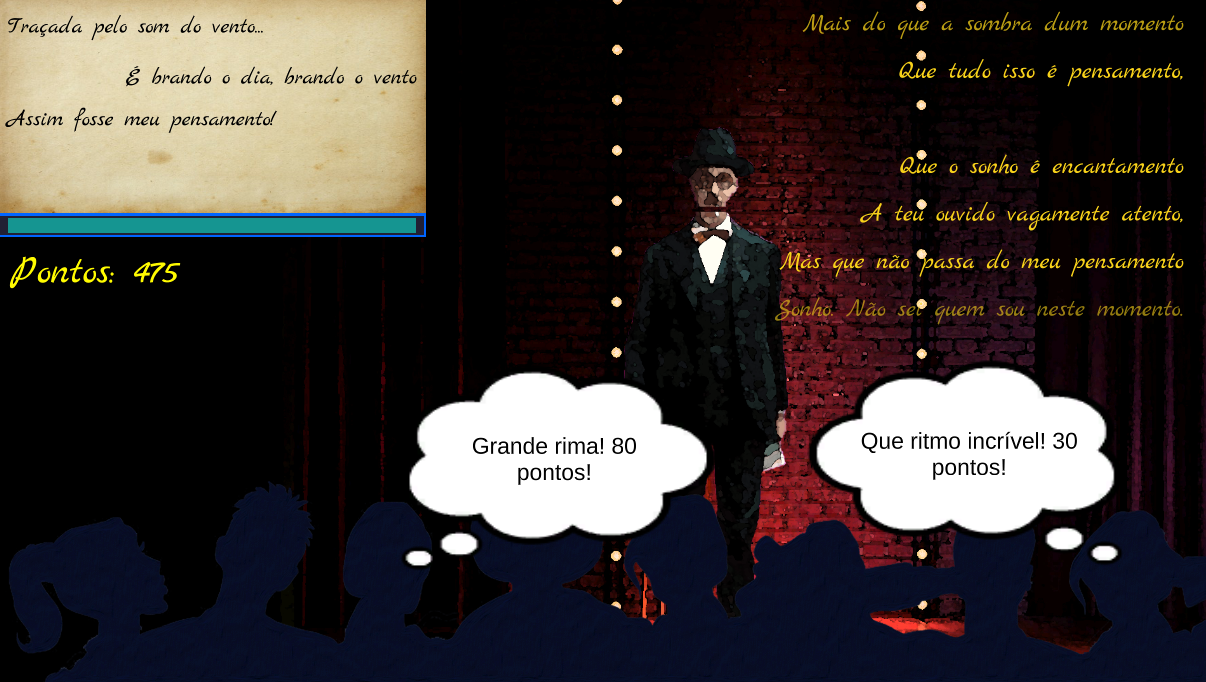 Traçada pelo som do vento...
É brando o dia, brando o vento
Assim fosse meu pensamento!
Pontos: 475
Mais do que a sombra dum momento
Que tudo isso é pensamento,
Que o sonho é encantamento
A teu ouvido vagamente atento,
Mas que não passa do meu pensamento
Sonho. Não sei quem sou neste momento.
Grande rima! 80
pontos!
Que ritmo incrível! 30
pontos!